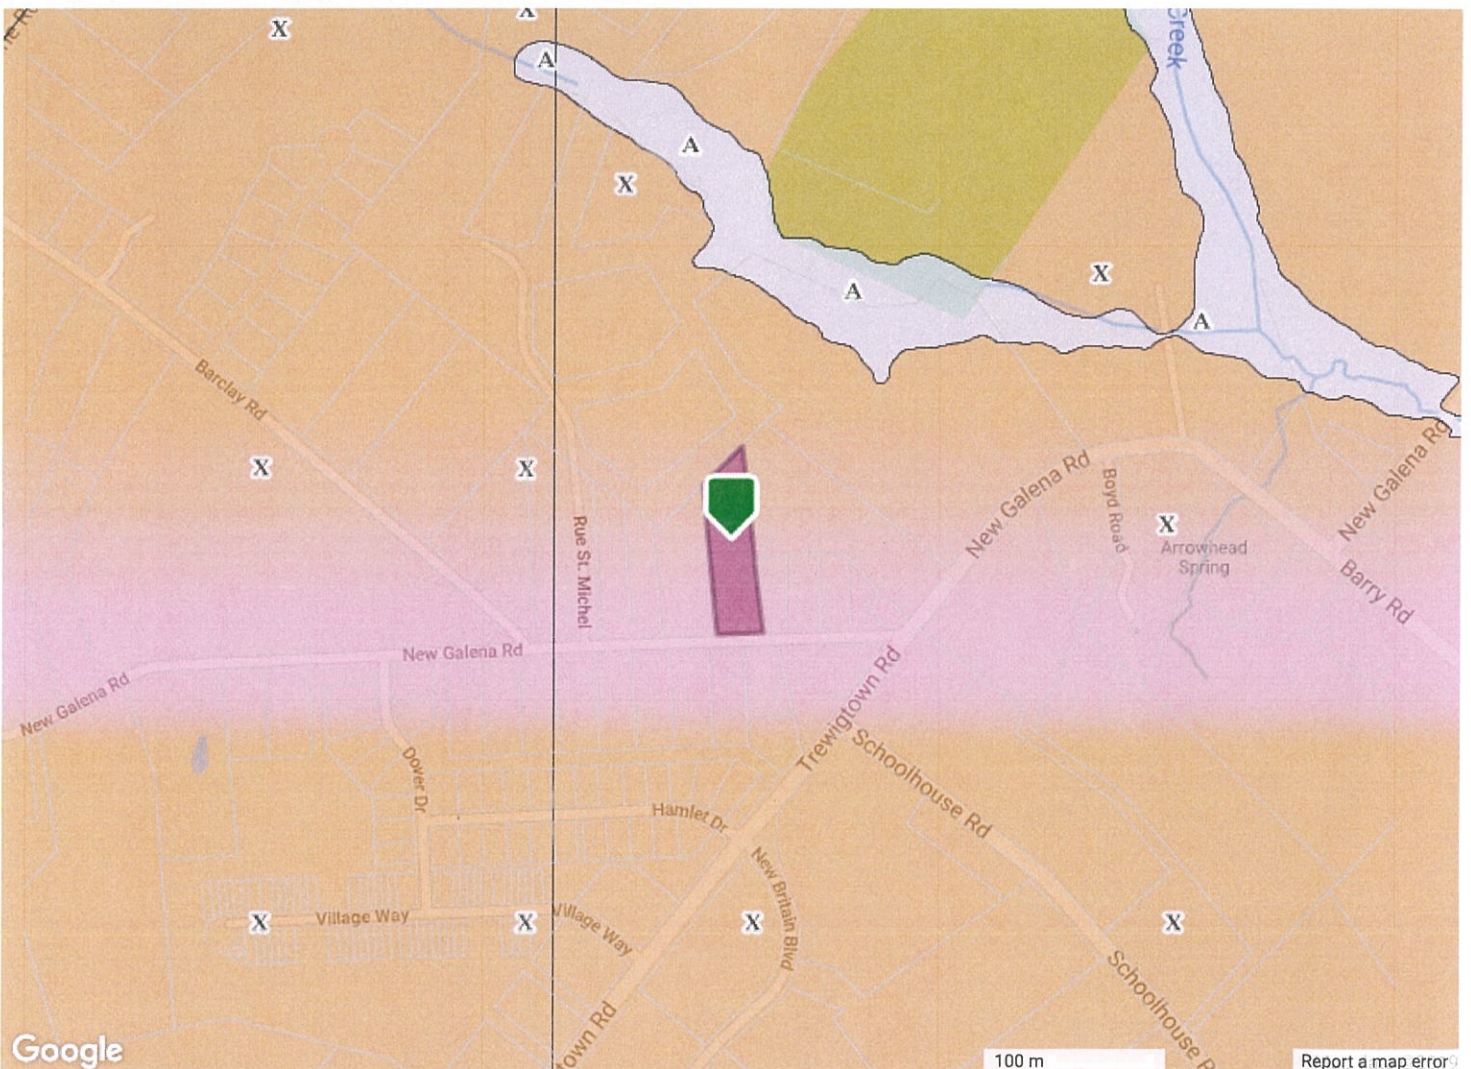 X
X
Creek
A
A
X
X
A
A
Barclay Rd
New Galena Rd
X
X
New Galena Rd
Boyd Road
Rue St. Michel
X
Arrowhead
Spring
Barry Rd
New Galena Rd
New Galena Rd
Trewigtown Rd
Schoolhouse Rd
Dover Dr
Hamlet Dr
New Britain Blvd
X
Village Way
X
Village Way
X
X
Schoolhouse R
town Rd
Google
100 m
Report a map error